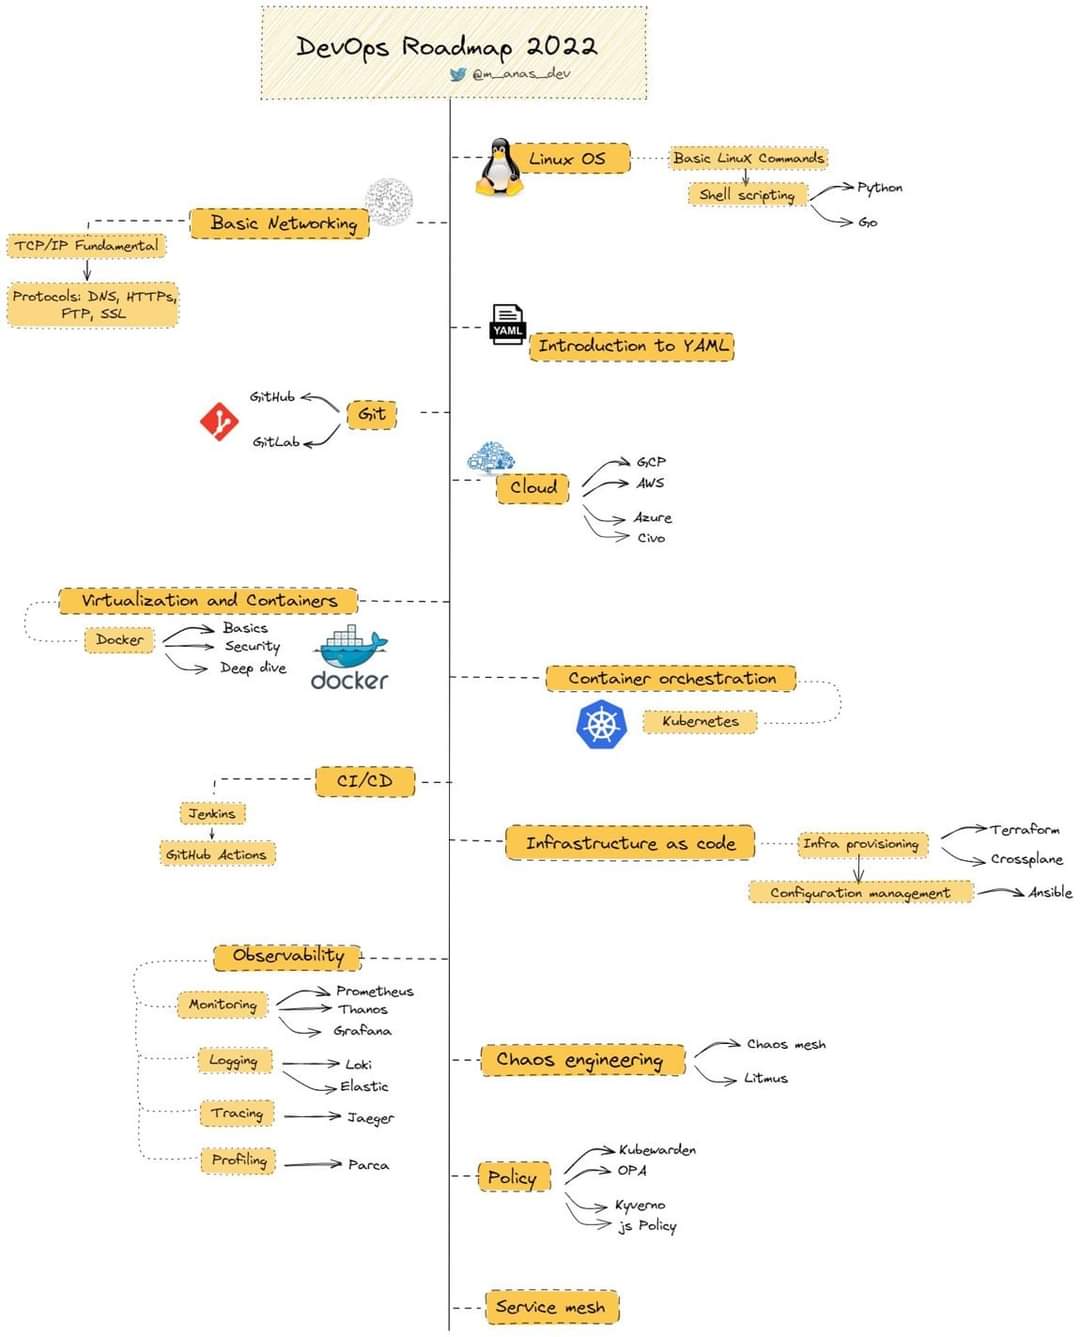 DevOps Roadmap 2022
@m_anas_dev
Linux OS
Basic Linux Commands
Shell scripting
Python
Go
Basic Networking
TCP/IP Fundamental
Protocols: DNS, HTTPs,
FTP, SSL
YAML
Introduction to YAML
Git
GitHub
GitLab
Cloud
GCP
AWS
Azure
Civo
Virtualization and Containers
Docker
Basics
Security
Deep dive
docker
Container orchestration
Kubernetes
CI/CD
Jenkins
GitHub Actions
Infrastructure as code
Infra provisioning
Terraform
Crossplane
Configuration management
Ansible
Observability
Monitoring
Prometheus
Thanos
Grafana
Logging
Loki
Elastic
Tracing
Jaeger
Profiling
Parca
Chaos engineering
Chaos mesh
Litmus
Policy
Kubewarden
OPA
Kyverno
js Policy
Service mesh